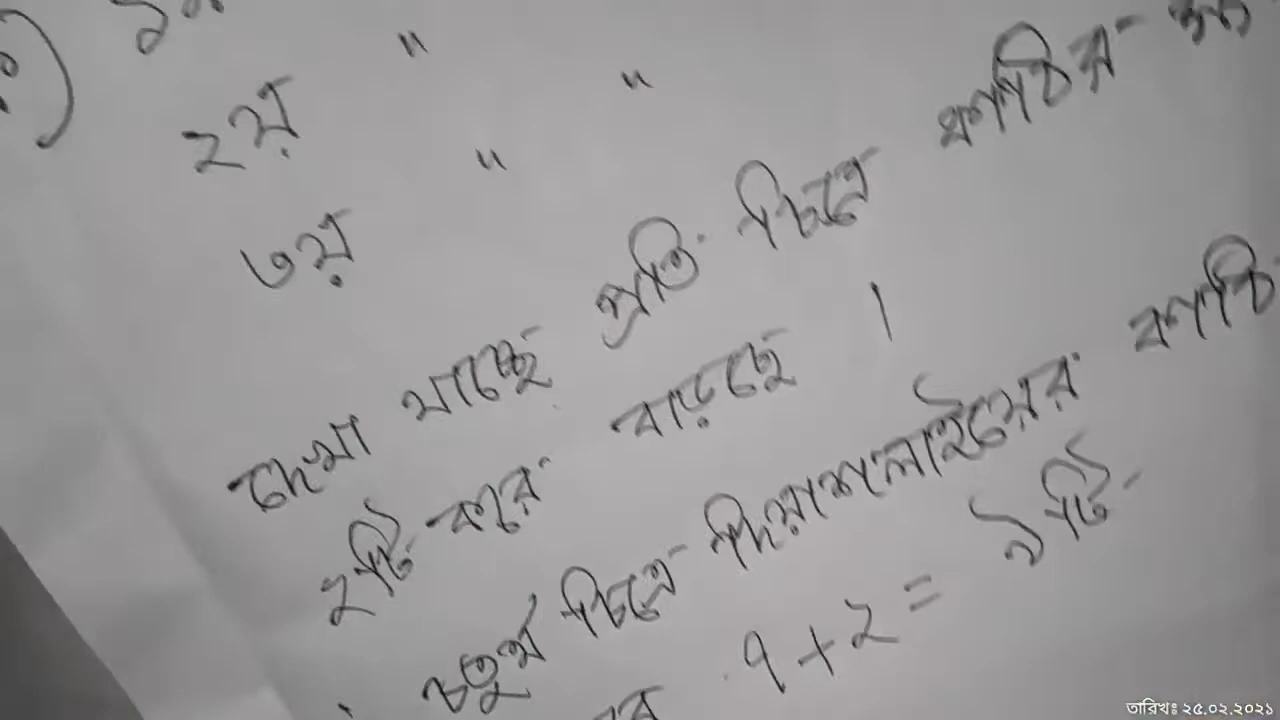 ২য় " "
৩য় "
দেখা যাচ্ছে প্রতি চিত্রে কাঠির
২টি করে বাড়ছে ।
চতুর্থ চিত্রে দিয়াশলাইয়ের কাঠি
৭+২= ৯টি
তারিখঃ ২৫.০২.২০২১